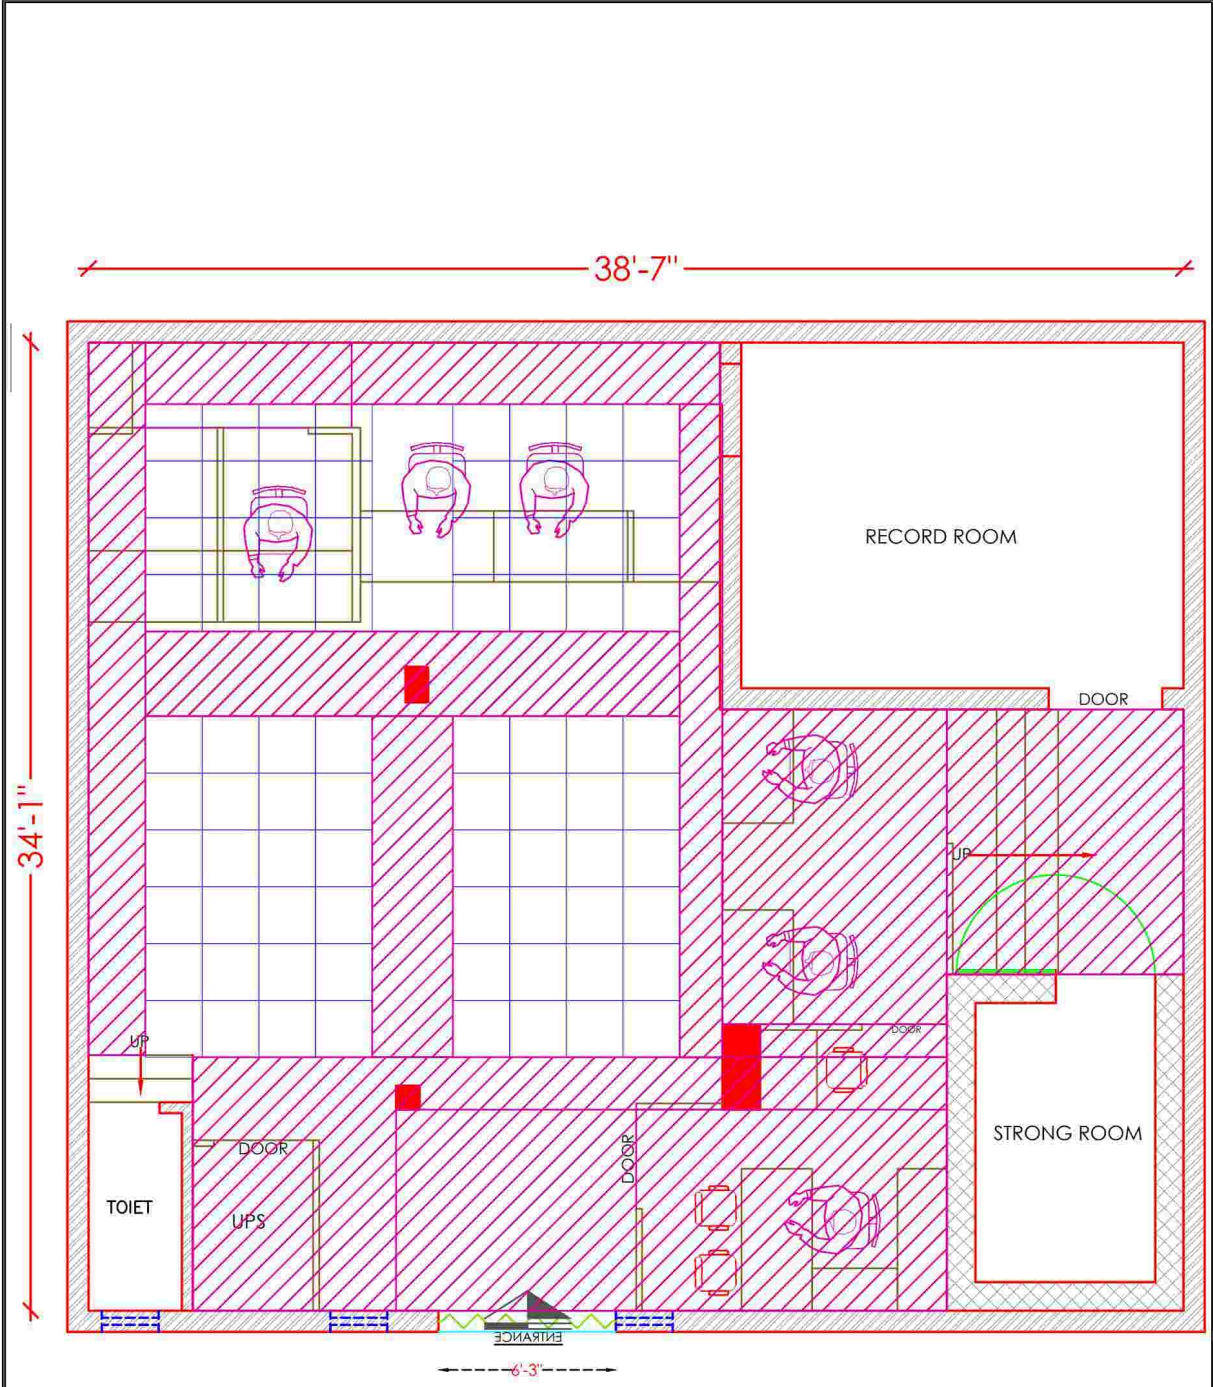 38'-7"
RECORD ROOM
DOOR
34'-1"
UP
DOOR
UP
STRONG ROOM
DOOR
DOOR
TOIET
UPS
ENTRANCE
6'-3"